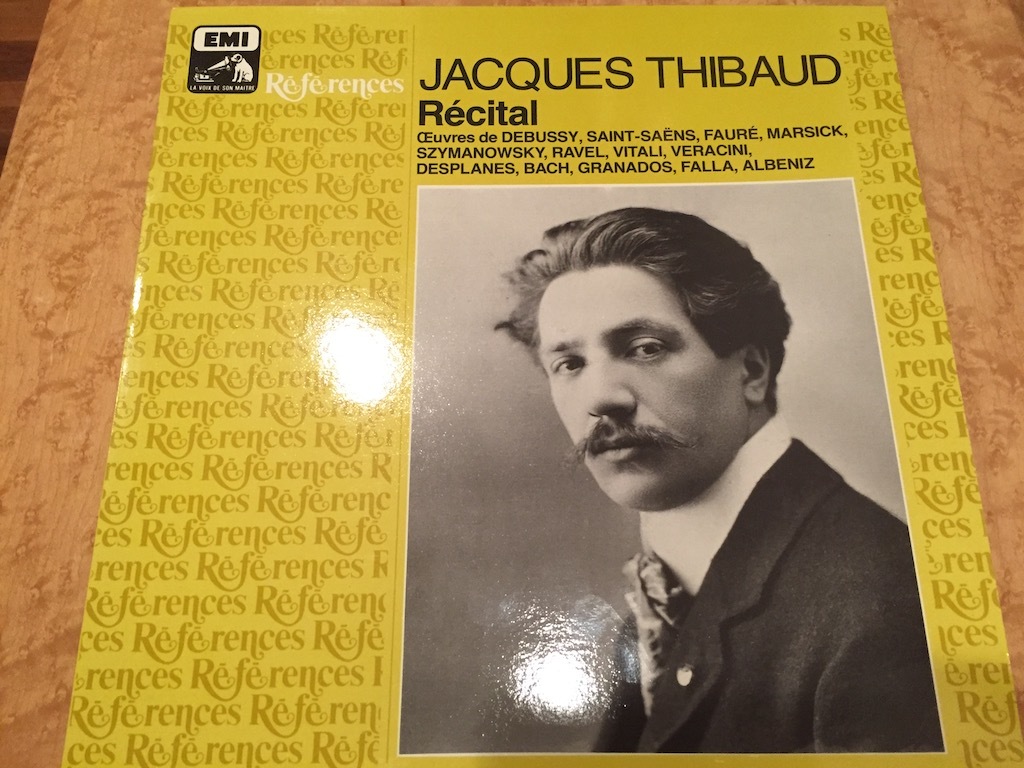 EMI
LA VOIX DE SON MAITRE
Références
JACQUES THIBAUD
Récital
Œuvres de DEBUSSY, SAINT-SAËNS, FAURÉ, MARSICK,
SZYMANOWSKY, RAVEL, VITALI, VERACINI,
DESPLANES, BACH, GRANADOS, FALLA, ALBENIZ